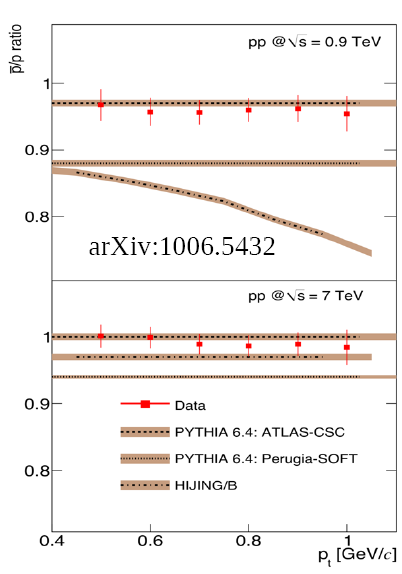 p̅/p ratio
pp @√s = 0.9 TeV
1
0.9
0.8
arXiv:1006.5432
pp @√s = 7 TeV
1
0.9
0.8
Data
PYTHIA 6.4: ATLAS-CSC
PYTHIA 6.4: Perugia-SOFT
HIJING/B
0.4 0.6 0.8 1
pt [GeV/c]